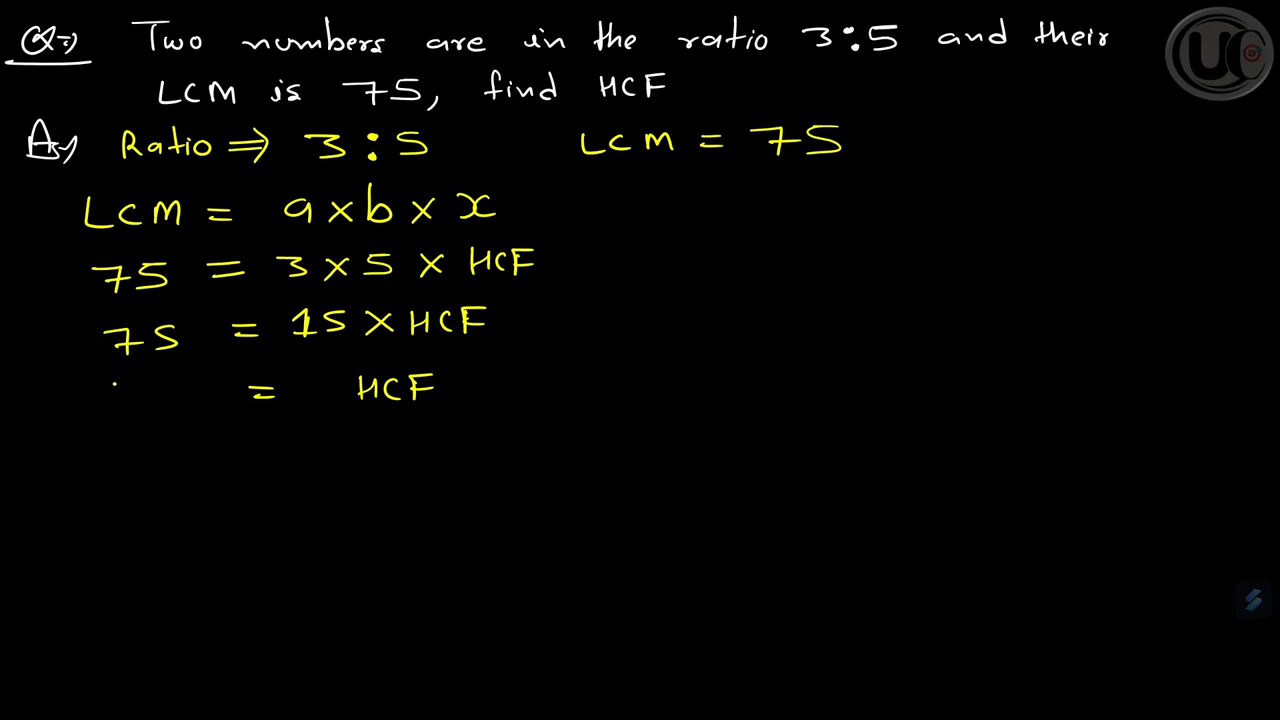 Q⇒ Two numbers are in the ratio 3:5 and their
LCM is 75, find HCF
A⇒ Ratio ⇒ 3:5 LCM = 75
LCM = a × b × x
75 = 3 × 5 × HCF
75 = 15 × HCF
= HCF
UC